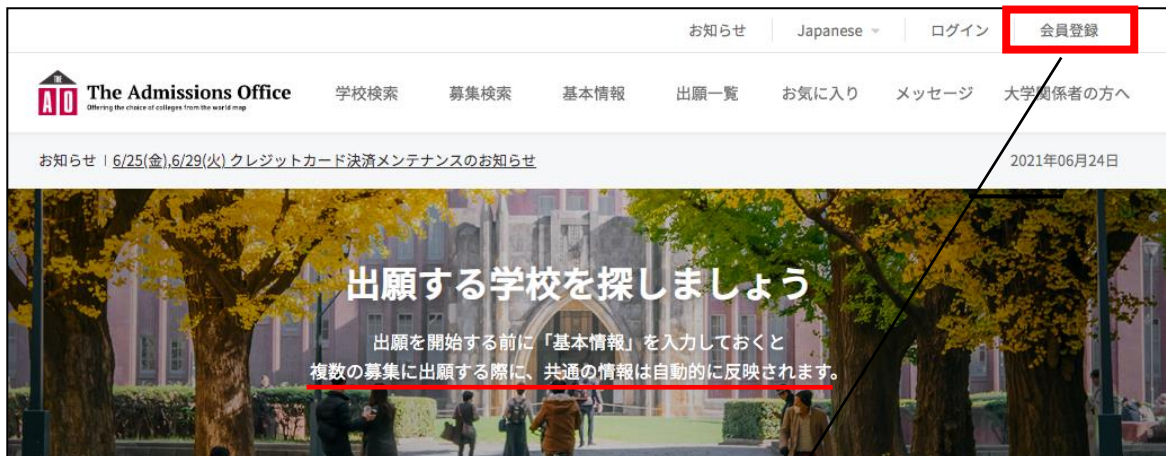 お知らせ Japanese ログイン 会員登録
THE
AO The Admissions Office
Offering the choice of colleges from the world map
学校検索 募集検索 基本情報 出願一覧 お気に入り メッセージ 大学関係者の方へ
お知らせ | 6/25(金),6/29(火) クレジットカード決済メンテナンスのお知らせ 2021年06月24日
出願する学校を探しましょう
出願を開始する前に「基本情報」を入力しておくと
複数の募集に出願する際に、共通の情報は自動的に反映されます。